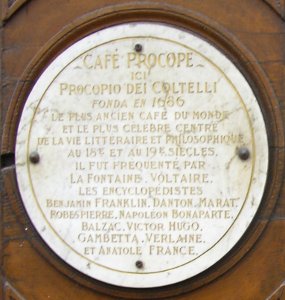 CAFÉ PROCOPE
ICI
PROCOPIO DEI COLTELLI
FONDA EN 1686
LE PLUS ANCIEN CAFÉ DU MONDE
ET LE PLUS CÉLÈBRE CENTRE
DE LA VIE LITTÉRAIRE ET PHILOSOPHIQUE
AU 18E ET AU 19E SIÈCLES.
IL FUT FRÉQUENTÉ PAR
LA FONTAINE, VOLTAIRE,
LES ENCYCLOPÉDISTES
BENJAMIN FRANKLIN, DANTON, MARAT,
ROBESPIERRE, NAPOLÉON BONAPARTE,
BALZAC, VICTOR HUGO,
GAMBETTA, VERLAINE
ET ANATOLE FRANCE.